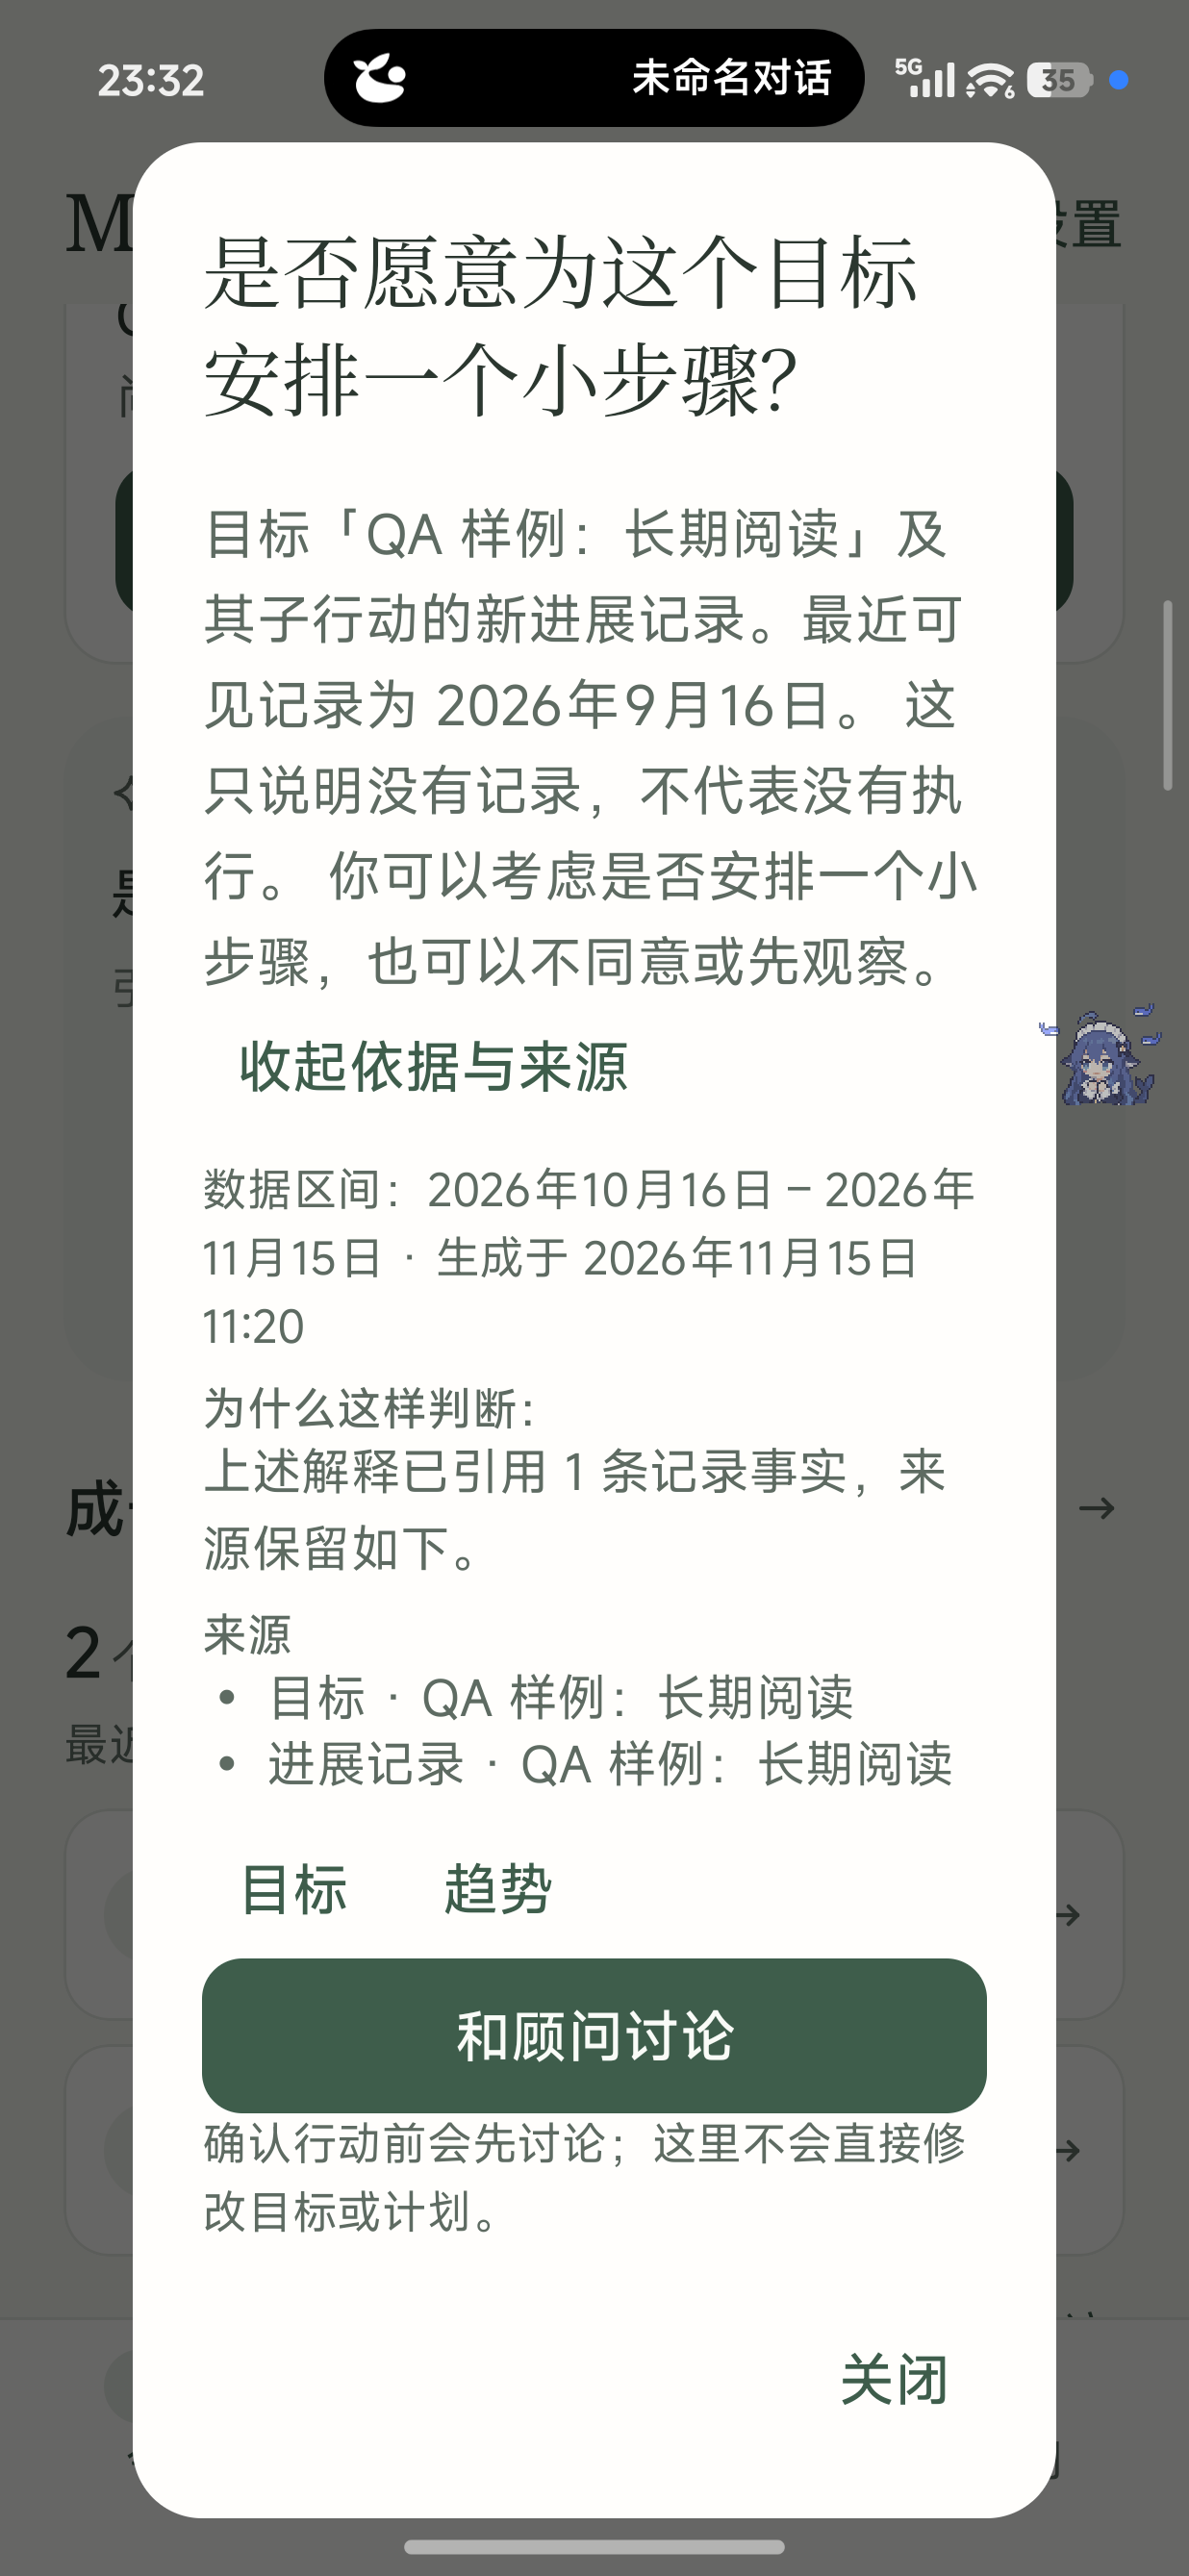 23:32
未命名对话
5G
6
35
M
设置
是否愿意为这个目标
安排一个小步骤?
目标「QA 样例：长期阅读」及
其子行动的新进展记录。最近可
见记录为 2026年9月16日。 这
只说明没有记录，不代表没有执
行。 你可以考虑是否安排一个小
步骤，也可以不同意或先观察。
收起依据与来源
数据区间：2026年10月16日 – 2026年
11月15日 · 生成于 2026年11月15日
11:20
为什么这样判断：
上述解释已引用 1 条记录事实，来
源保留如下。
来源
• 目标 · QA 样例：长期阅读
• 进展记录 · QA 样例：长期阅读
目标 趋势
和顾问讨论
确认行动前会先讨论；这里不会直接修
改目标或计划。
关闭
是
引
成
2 个
最近